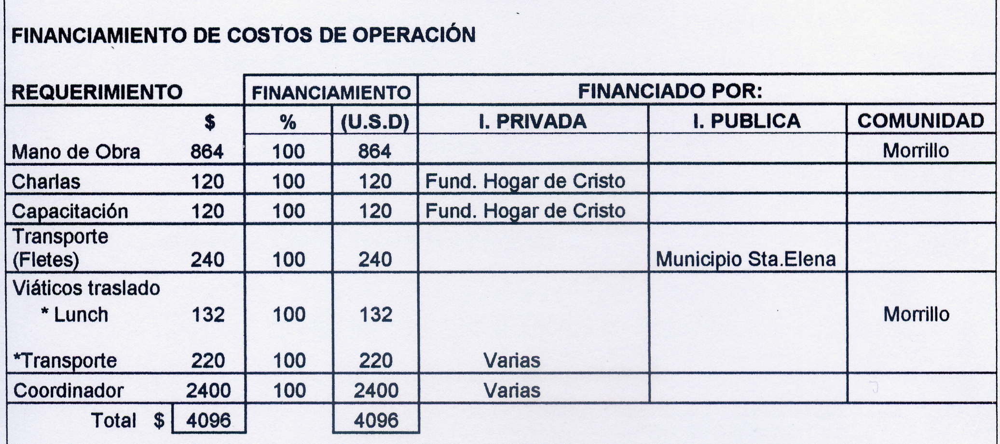 FINANCIAMIENTO DE COSTOS DE OPERACIÓN
REQUERIMIENTO FINANCIAMIENTO FINANCIADO POR:
$ % (U.S.D) I. PRIVADA I. PUBLICA COMUNIDAD
Mano de Obra 864 100 864 Morrillo
Charlas 120 100 120 Fund. Hogar de Cristo
Capacitación 120 100 120 Fund. Hogar de Cristo
Transporte
(Fletes) 240 100 240 Municipio Sta.Elena
Viáticos traslado
* Lunch 132 100 132 Morrillo
*Transporte 220 100 220 Varias
Coordinador 2400 100 2400 Varias
Total $ 4096 4096